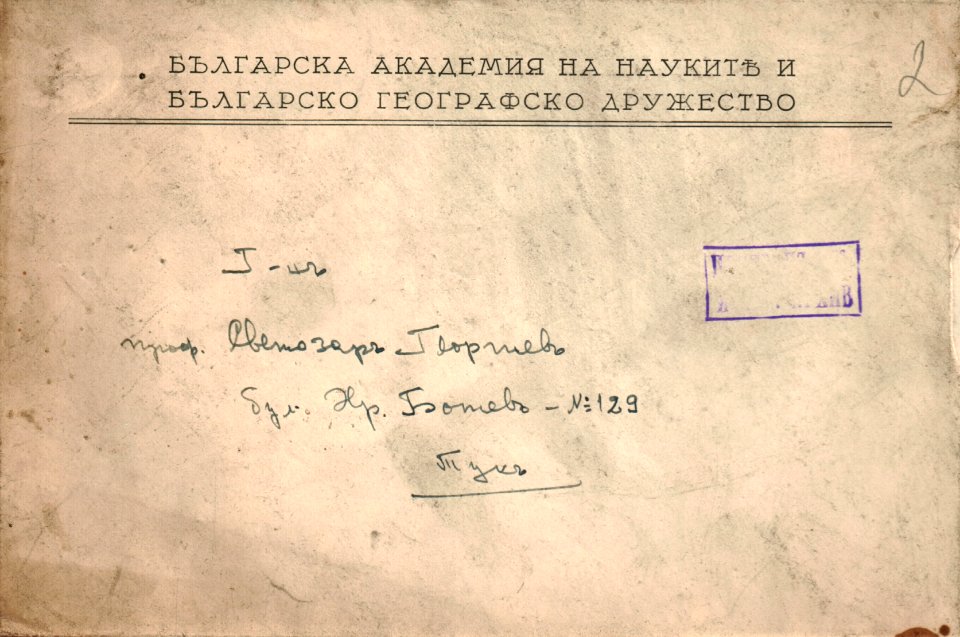 БЪЛГАРСКА АКАДЕМИЯ НА НАУКИТѢ И
БЪЛГАРСКО ГЕОГРАФСКО ДРУЖЕСТВО
2
Г-нъ
проф. Светозаръ Георгиевъ
бул. Хр. Ботевъ - №129
Тукъ